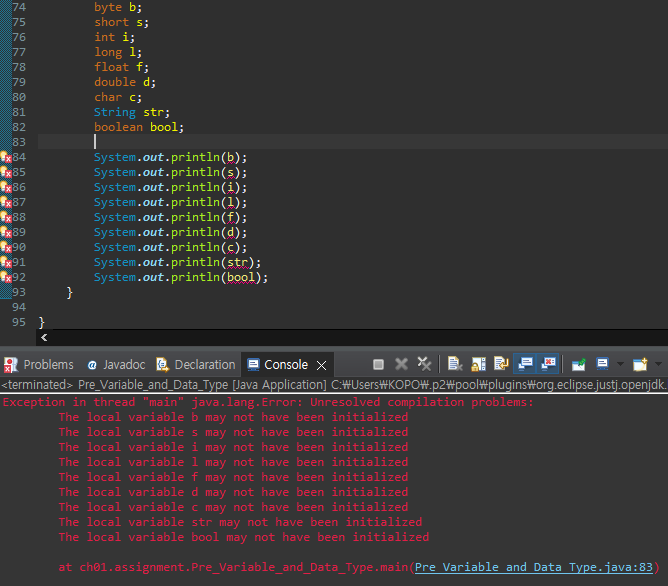 74 byte b;
75 short s;
76 int i;
77 long l;
78 float f;
79 double d;
80 char c;
81 String str;
82 boolean bool;
83
84 System.out.println(b);
85 System.out.println(s);
86 System.out.println(i);
87 System.out.println(l);
88 System.out.println(f);
89 System.out.println(d);
90 System.out.println(c);
91 System.out.println(str);
92 System.out.println(bool);
93 }
94
95 }
Problems @ Javadoc Declaration Console
<terminated> Pre_Variable_and_Data_Type [Java Application] C:₩Users₩KOPO₩.p2₩pool₩plugins₩org.eclipse.justj.openjdk.
Exception in thread "main" java.lang.Error: Unresolved compilation problems:
The local variable b may not have been initialized
The local variable s may not have been initialized
The local variable i may not have been initialized
The local variable l may not have been initialized
The local variable f may not have been initialized
The local variable d may not have been initialized
The local variable c may not have been initialized
The local variable str may not have been initialized
The local variable bool may not have been initialized
at ch01.assignment.Pre_Variable_and_Data_Type.main(Pre_Variable_and_Data_Type.java:83)